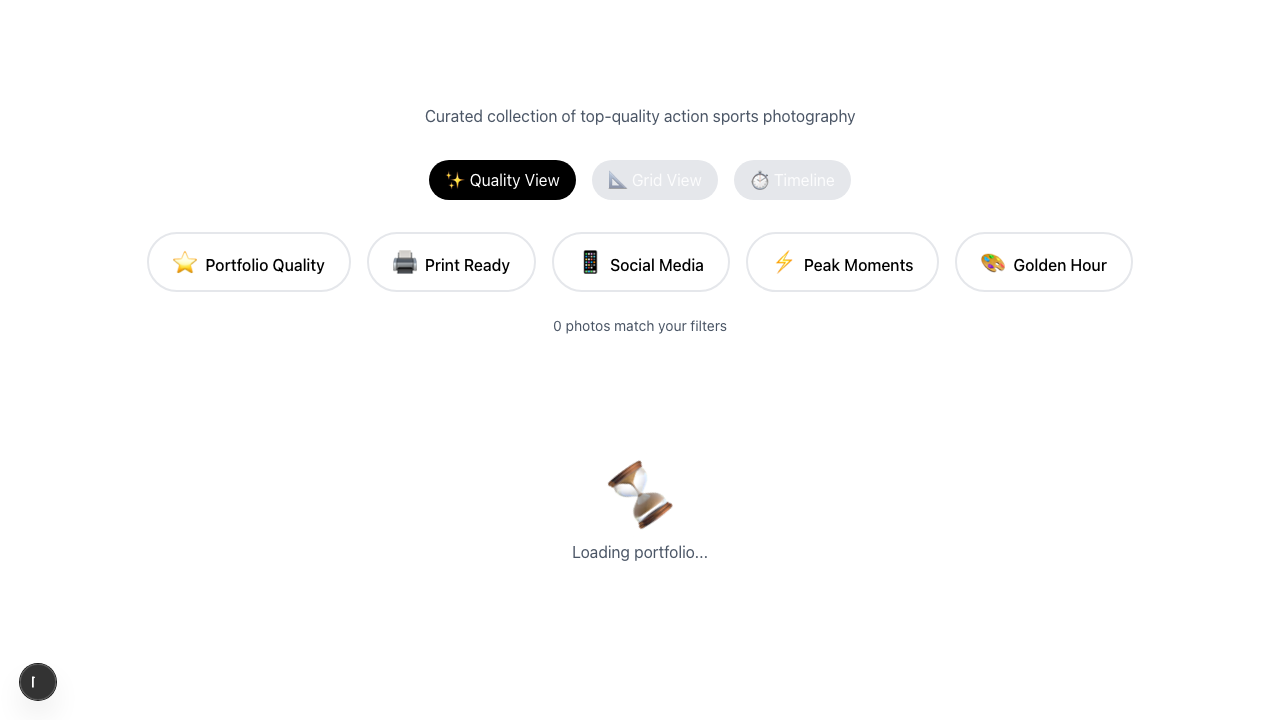 Curated collection of top-quality action sports photography
✨ Quality View
📐 Grid View
⏱ Timeline
⭐ Portfolio Quality
🖨 Print Ready
📱 Social Media
⚡ Peak Moments
🎨 Golden Hour
0 photos match your filters
Loading portfolio...